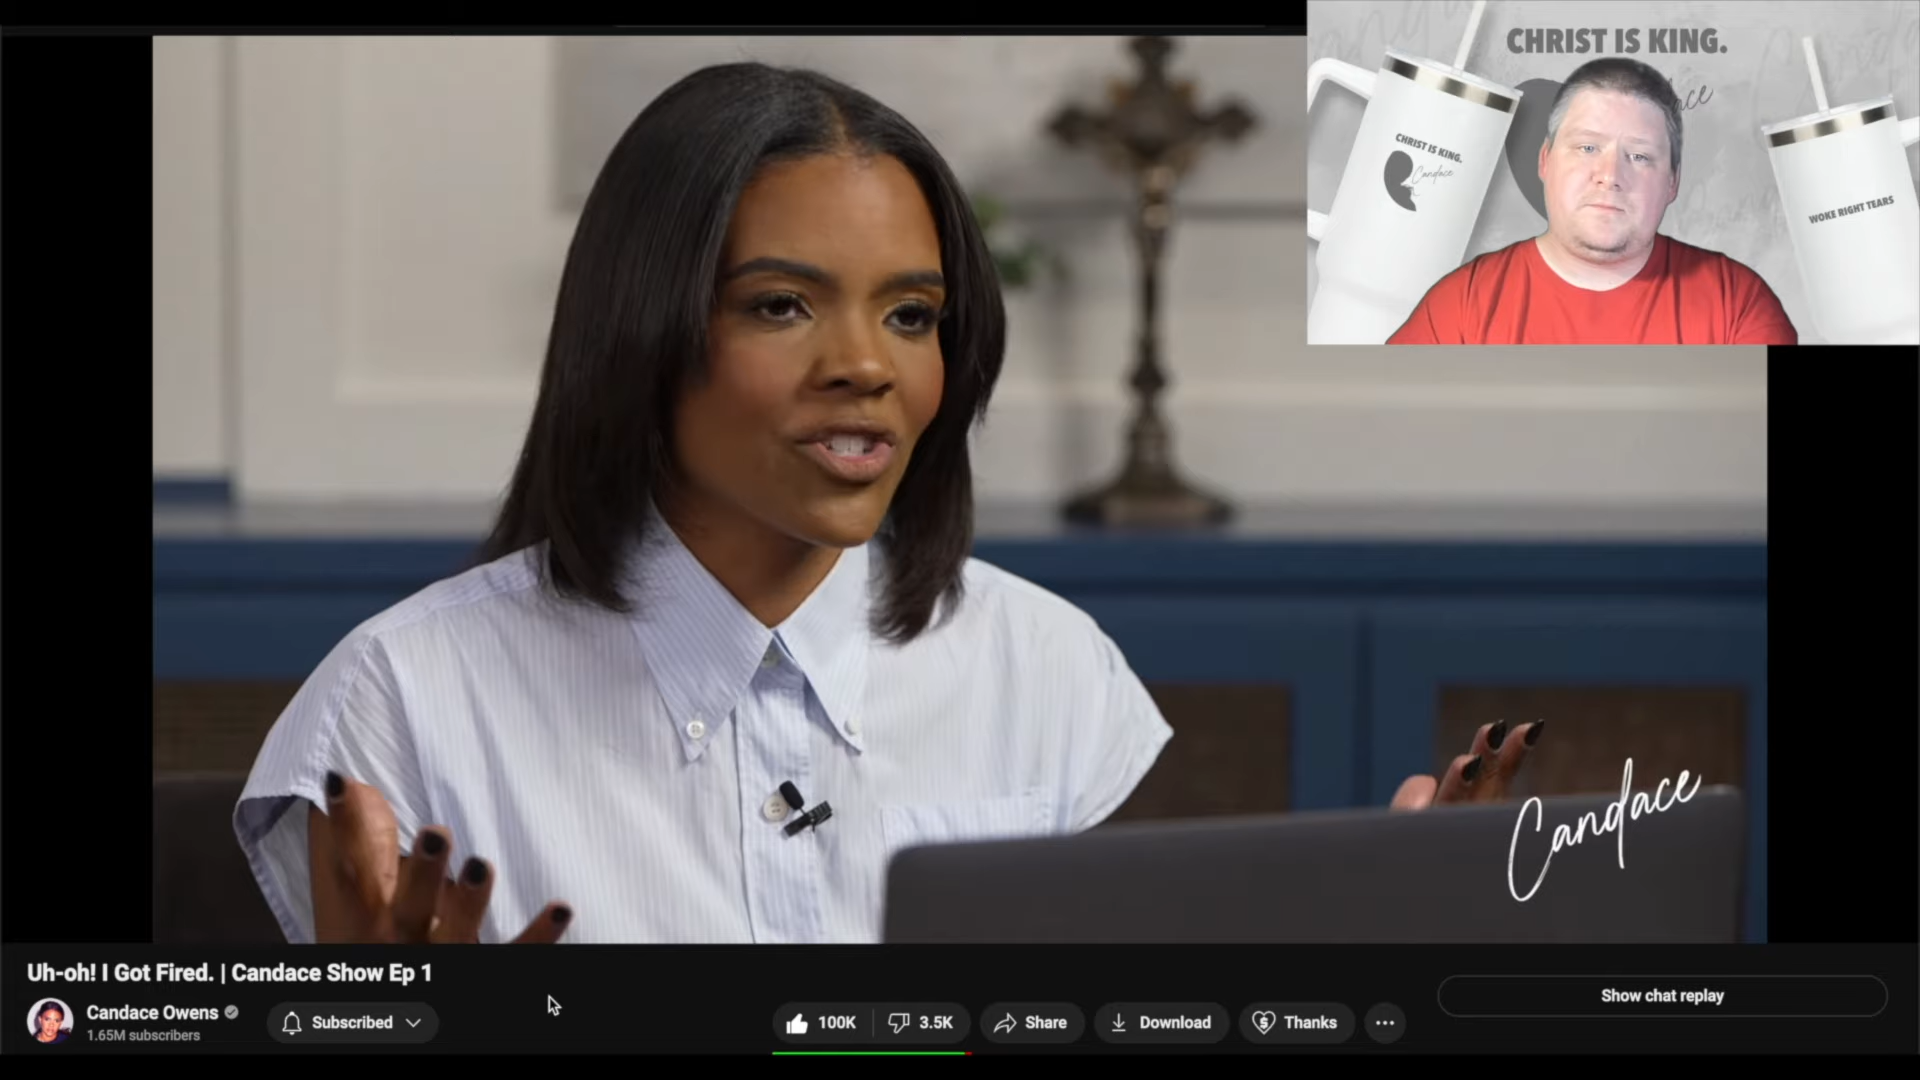 CHRIST IS KING.
ace
CHRIST IS KING.
Candace
WOKE RIGHT TEARS
Candace
Uh-oh! I Got Fired. | Candace Show Ep 1
Candace Owens
1.65M subscribers
Subscribed
100K
3.5K
Share
Download
Thanks
Show chat replay